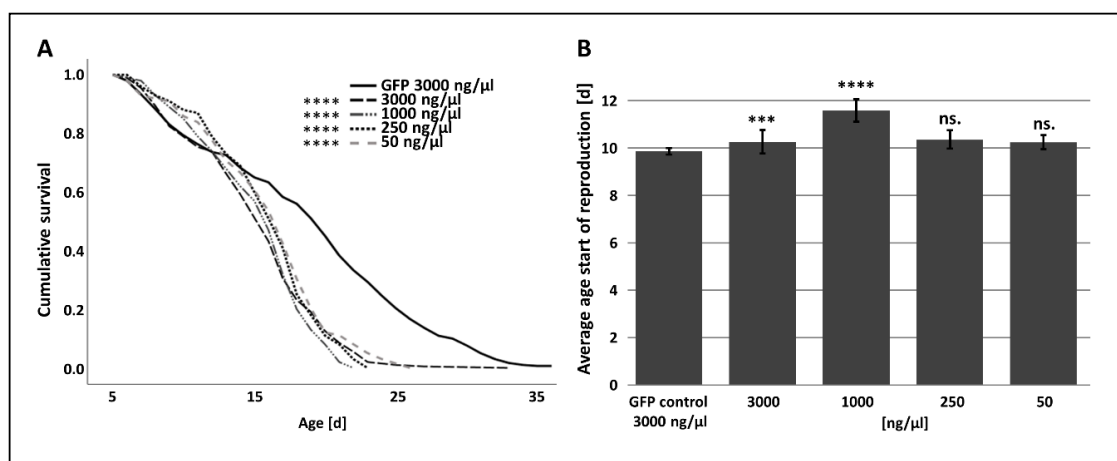 A
Cumulative survival
1.0
0.8
0.6
0.4
0.2
0.0
5
15
25
35
Age [d]
GFP 3000 ng/µl
**** 3000 ng/µl
**** 1000 ng/µl
**** 250 ng/µl
**** 50 ng/µl
B
Average age start of reproduction [d]
12
10
8
6
4
2
0
***
****
ns.
ns.
GFP control 3000 1000 250 50
3000 ng/µl [ng/µl]